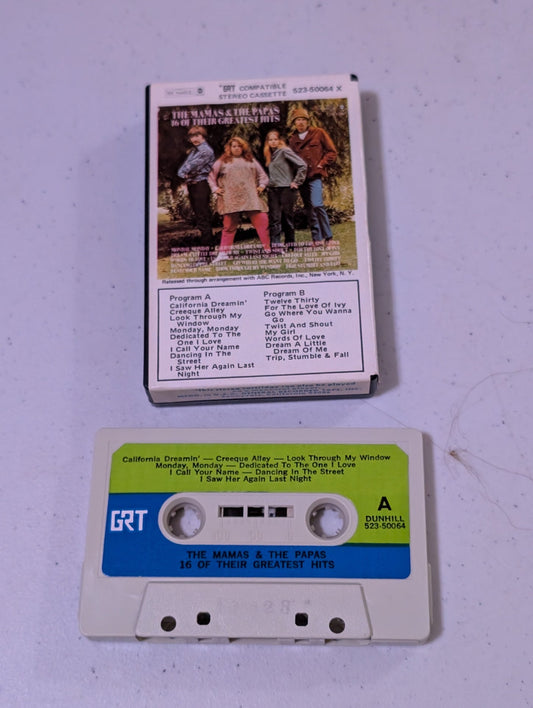 GRT COMPATIBLE
STEREO CASSETTE 523-50064 X
THE MAMAS & THE PAPAS
16 OF THEIR GREATEST HITS
Released through arrangement with ABC Records, Inc., New York, N. Y.
Program A
California Dreamin'
Creeque Alley
Look Through My
Window
Monday, Monday
Dedicated To The
One I Love
I Call Your Name
Dancing In The
Street
I Saw Her Again Last
Night
Program B
Twelve Thirty
For The Love Of Ivy
Go Where You Wanna
Go
Twist And Shout
My Girl
Words Of Love
Dream A Little
Dream Of Me
Trip, Stumble & Fall
California Dreamin' — Creeque Alley — Look Through My Window
Monday, Monday — Dedicated To The One I Love
I Call Your Name — Dancing In The Street
I Saw Her Again Last Night
GRT
A
DUNHILL
523-50064
THE MAMAS & THE PAPAS
16 OF THEIR GREATEST HITS